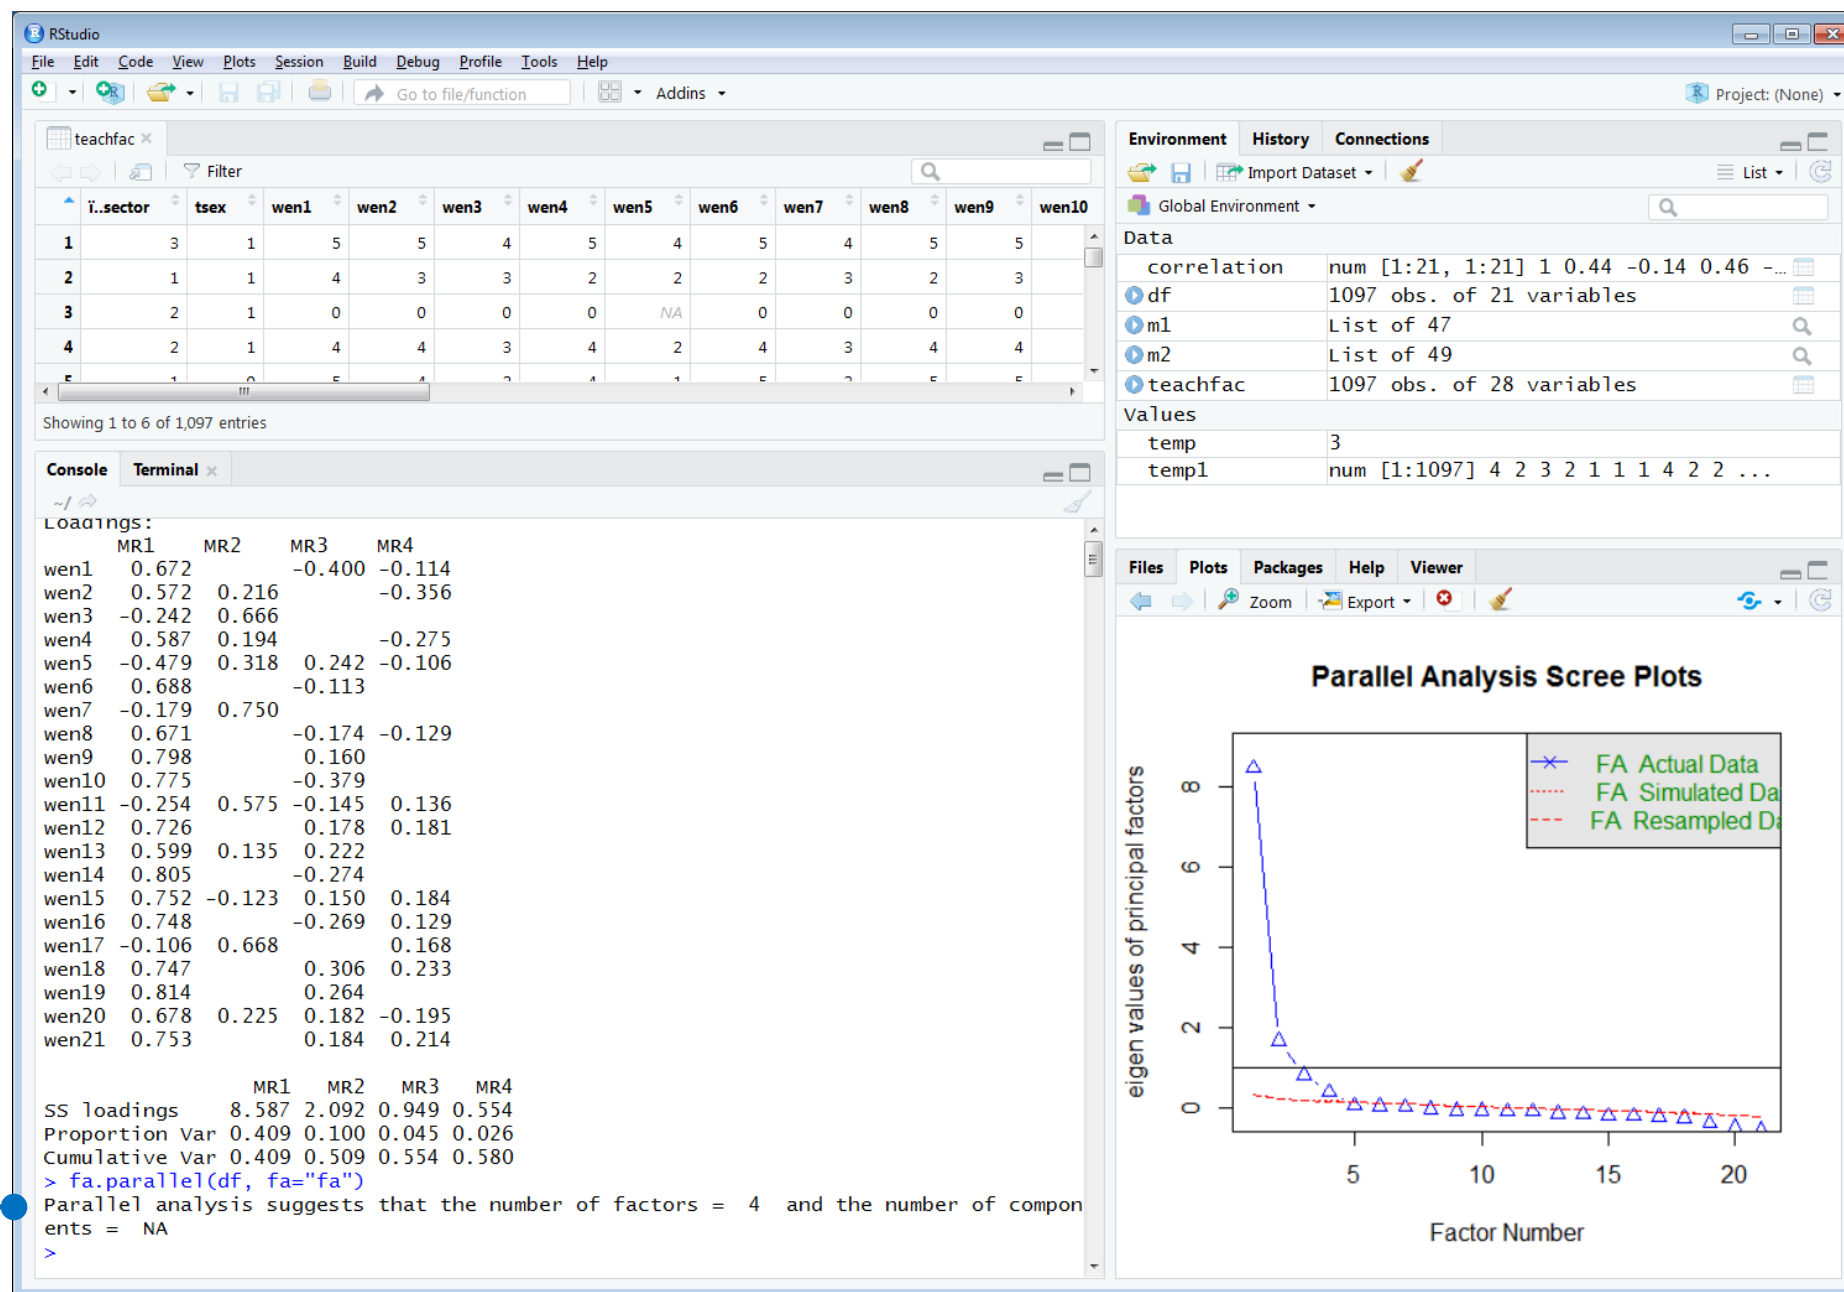 RStudio
File Edit Code View Plots Session Build Debug Profile Tools Help
Go to file/function Addins Project: (None)
teachfac
Filter
ï..sector tsex wen1 wen2 wen3 wen4 wen5 wen6 wen7 wen8 wen9 wen10
1 3 1 5 5 4 5 4 5 4 5 5
2 1 1 4 3 3 2 2 2 3 2 3
3 2 1 0 0 0 0 NA 0 0 0 0
4 2 1 4 4 3 4 2 4 3 4 4
5 1 0 5 4 2 4 1 5 2 5 5
Showing 1 to 6 of 1,097 entries
Console Terminal
~/
Loadings:
MR1 MR2 MR3 MR4
wen1 0.672 -0.400 -0.114
wen2 0.572 0.216 -0.356
wen3 -0.242 0.666
wen4 0.587 0.194 -0.275
wen5 -0.479 0.318 0.242 -0.106
wen6 0.688 -0.113
wen7 -0.179 0.750
wen8 0.671 -0.174 -0.129
wen9 0.798 0.160
wen10 0.775 -0.379
wen11 -0.254 0.575 -0.145 0.136
wen12 0.726 0.178 0.181
wen13 0.599 0.135 0.222
wen14 0.805 -0.274
wen15 0.752 -0.123 0.150 0.184
wen16 0.748 -0.269 0.129
wen17 -0.106 0.668 0.168
wen18 0.747 0.306 0.233
wen19 0.814 0.264
wen20 0.678 0.225 0.182 -0.195
wen21 0.753 0.184 0.214
MR1 MR2 MR3 MR4
SS loadings 8.587 2.092 0.949 0.554
Proportion Var 0.409 0.100 0.045 0.026
Cumulative Var 0.409 0.509 0.554 0.580
> fa.parallel(df, fa="fa")
Parallel analysis suggests that the number of factors = 4 and the number of compon
ents = NA
>
Environment History Connections
Import Dataset List
Global Environment
Data
correlation num [1:21, 1:21] 1 0.44 -0.14 0.46 -...
df 1097 obs. of 21 variables
m1 List of 47
m2 List of 49
teachfac 1097 obs. of 28 variables
Values
temp 3
temp1 num [1:1097] 4 2 3 2 1 1 1 4 2 2 ...
Files Plots Packages Help Viewer
Zoom Export
Parallel Analysis Scree Plots
FA Actual Data
FA Simulated Da
FA Resampled Da
eigen values of principal factors
8
6
4
2
0
5 10 15 20
Factor Number